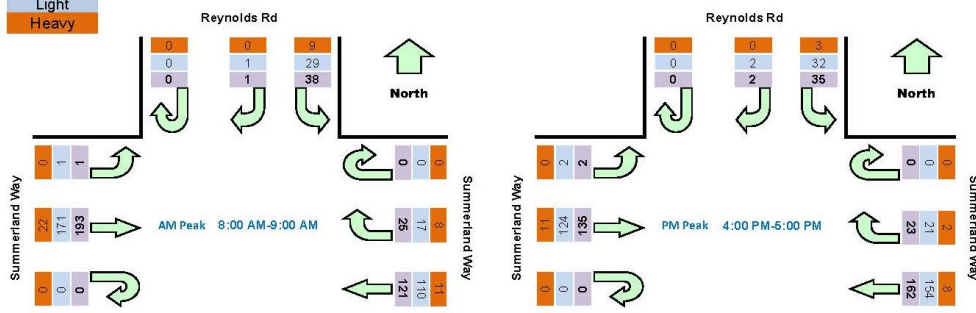 Light
Heavy
Reynolds Rd
0 0 9
0 1 29
0 1 38
North
Summerland Way
0 1 1
22 171 193
0 0 0
AM Peak 8:00 AM-9:00 AM
0 0 0
25 17 8
121 110 11
Summerland Way
Reynolds Rd
0 0 3
0 2 32
0 2 35
North
Summerland Way
0 2 2
11 124 135
0 0 0
PM Peak 4:00 PM-5:00 PM
0 0 0
23 21 2
162 154 8
Summerland Way